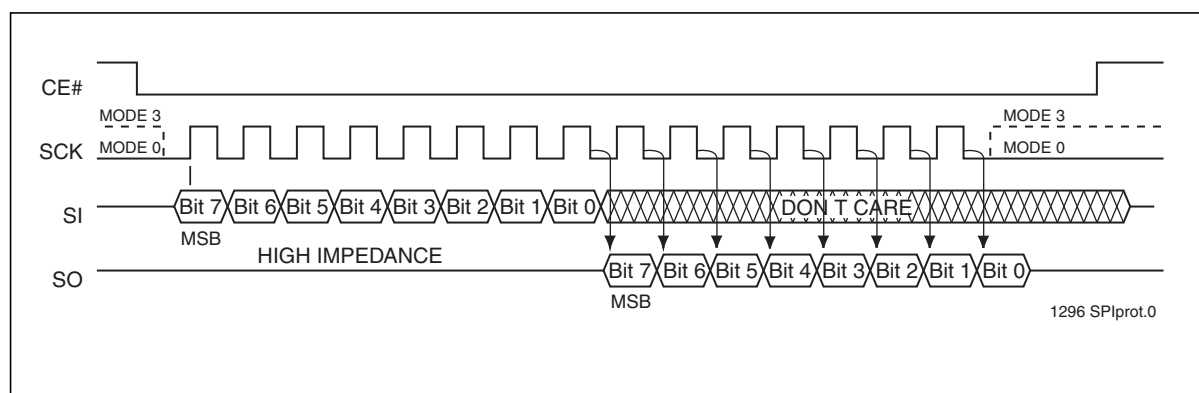 CE#
MODE 3 MODE 3
SCK MODE 0 MODE 0
SI Bit 7 Bit 6 Bit 5 Bit 4 Bit 3 Bit 2 Bit 1 Bit 0 DON T CARE
MSB
HIGH IMPEDANCE
SO Bit 7 Bit 6 Bit 5 Bit 4 Bit 3 Bit 2 Bit 1 Bit 0
MSB
1296 SPIprot.0